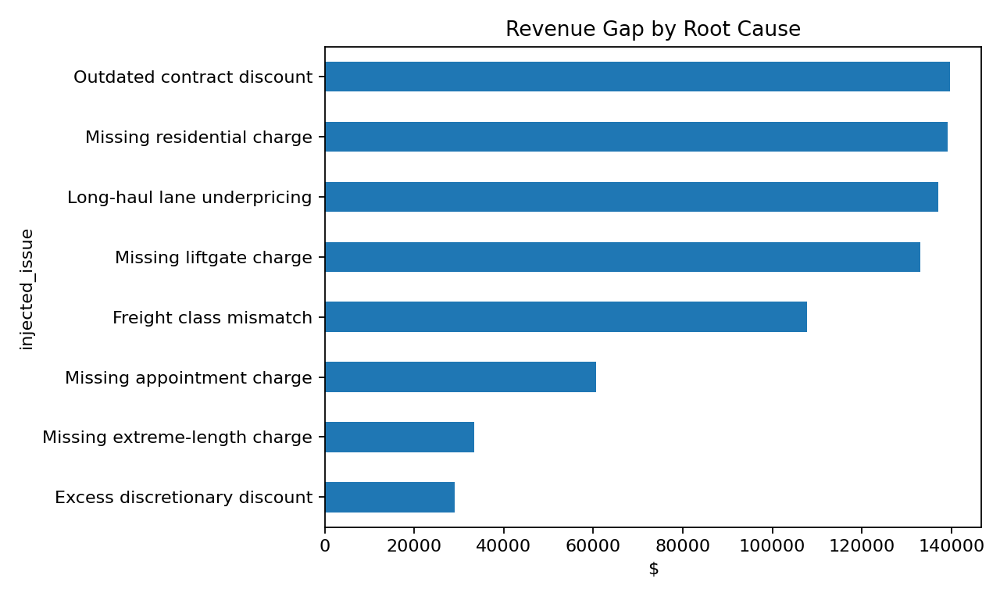 Revenue Gap by Root Cause
Outdated contract discount
Missing residential charge
Long-haul lane underpricing
Missing liftgate charge
Freight class mismatch
Missing appointment charge
Missing extreme-length charge
Excess discretionary discount
injected_issue
0 20000 40000 60000 80000 100000 120000 140000
$